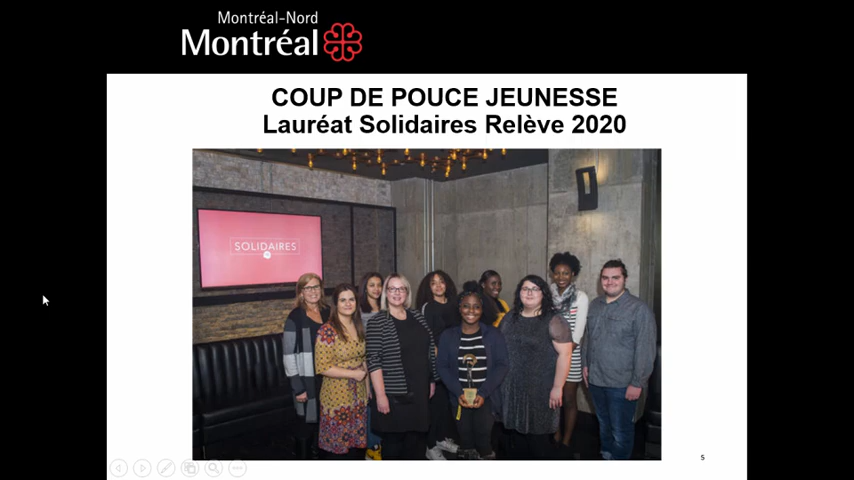 Montréal-Nord
Montréal
COUP DE POUCE JEUNESSE
Lauréat Solidaires Relève 2020
SOLIDAIRES
5